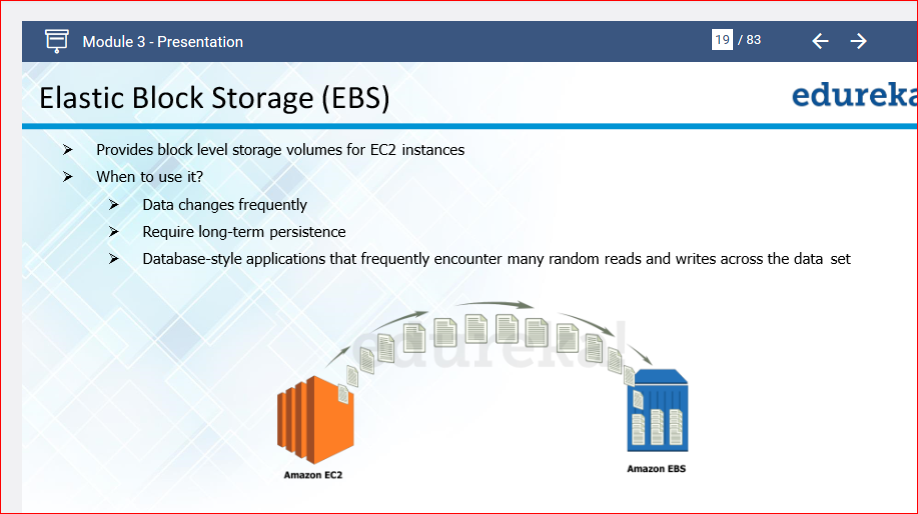 Module 3 - Presentation
19 / 83
Elastic Block Storage (EBS)
edureka
Provides block level storage volumes for EC2 instances
When to use it?
Data changes frequently
Require long-term persistence
Database-style applications that frequently encounter many random reads and writes across the data set
edureka!
Amazon EC2
Amazon EBS